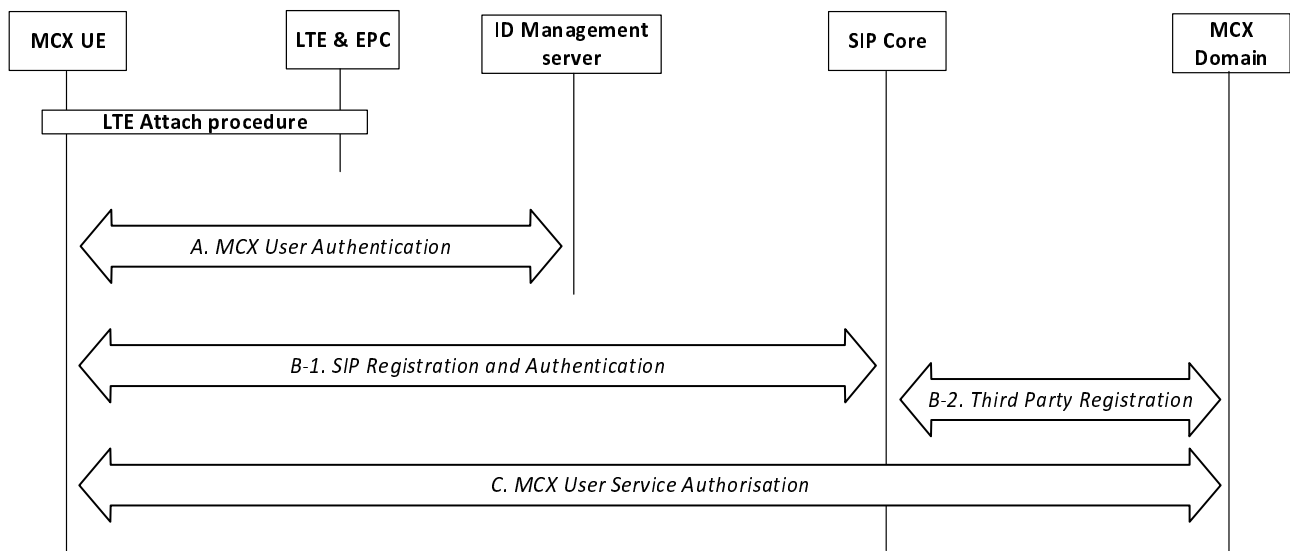 MCX UE
LTE & EPC
ID Management
server
SIP Core
MCX
Domain
LTE Attach procedure
A. MCX User Authentication
B-1. SIP Registration and Authentication
B-2. Third Party Registration
C. MCX User Service Authorisation